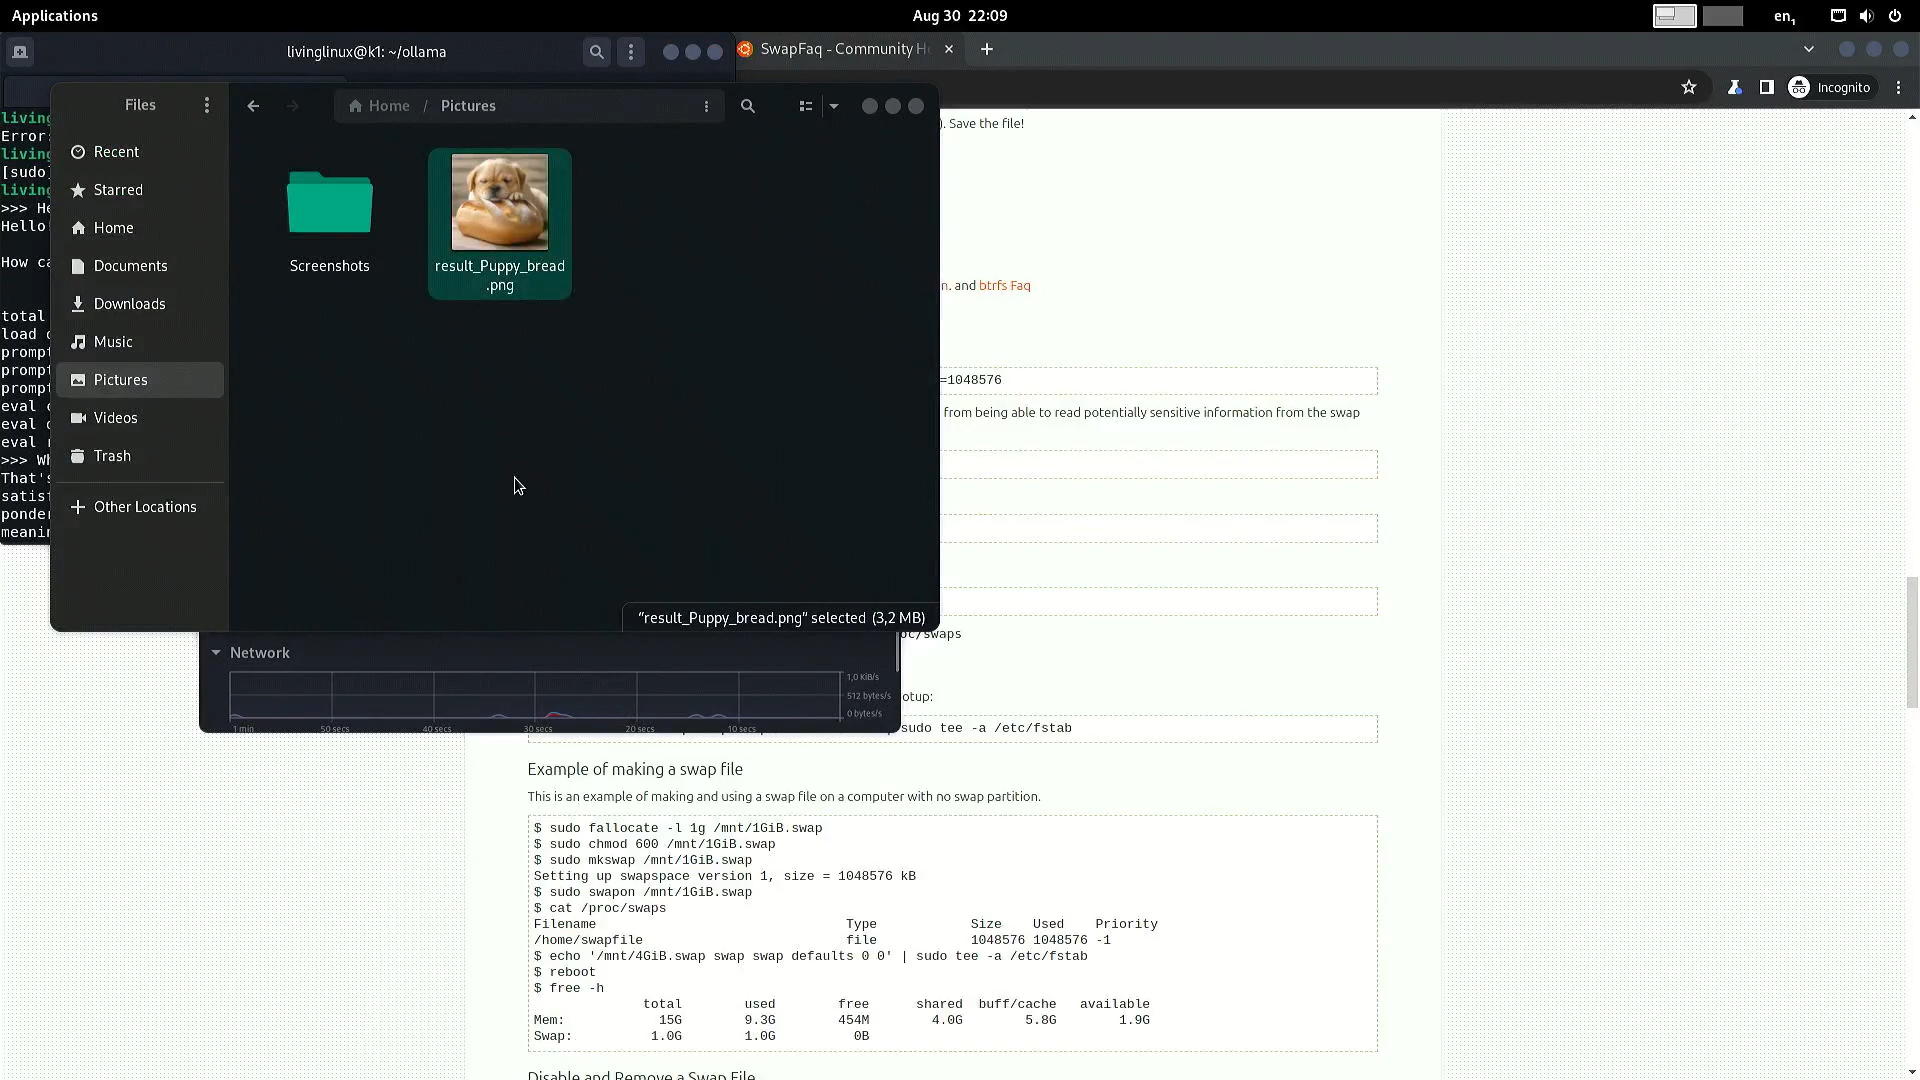 Applications
Aug 30 22:09
en₁
livinglinux@k1: ~/ollama
SwapFaq - Community H
Incognito
Files
Home / Pictures
Recent
Starred
Home
Documents
Downloads
Music
Pictures
Videos
Trash
Other Locations
Screenshots
result_Puppy_bread
.png
"result_Puppy_bread.png" selected (3,2 MB)
living
Error:
living
[sudo]
living
>>> He
Hello
How ca
total
load
prompt
prompt
prompt
eval
eval
eval
>>> Wh
That's
satis
ponder
meanin
). Save the file!
n. and btrfs Faq
=1048576
from being able to read potentially sensitive information from the swap
oc/swaps
otup:
sudo tee -a /etc/fstab
Network
1,0 KiB/s
512 bytes/s
0 bytes/s
1 min 50 secs 40 secs 30 secs 20 secs 10 secs
Example of making a swap file
This is an example of making and using a swap file on a computer with no swap partition.
$ sudo fallocate -l 1g /mnt/1GiB.swap
$ sudo chmod 600 /mnt/1GiB.swap
$ sudo mkswap /mnt/1GiB.swap
Setting up swapspace version 1, size = 1048576 kB
$ sudo swapon /mnt/1GiB.swap
$ cat /proc/swaps
Filename Type Size Used Priority
/home/swapfile file 1048576 1048576 -1
$ echo '/mnt/4GiB.swap swap swap defaults 0 0' | sudo tee -a /etc/fstab
$ reboot
$ free -h
total used free shared buff/cache available
Mem: 15G 9.3G 454M 4.0G 5.8G 1.9G
Swap: 1.0G 1.0G 0B
Disable and Remove a Swap File